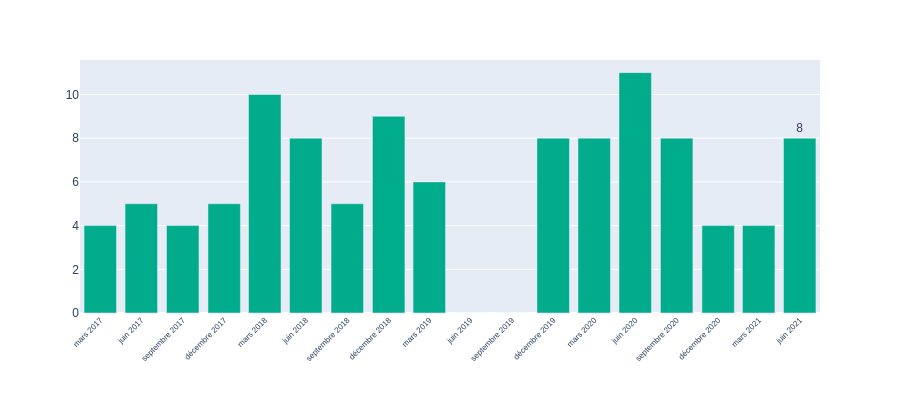 10
8
6
4
2
0
8
mars 2017
juin 2017
septembre 2017
décembre 2017
mars 2018
juin 2018
septembre 2018
décembre 2018
mars 2019
juin 2019
septembre 2019
décembre 2019
mars 2020
juin 2020
septembre 2020
décembre 2020
mars 2021
juin 2021